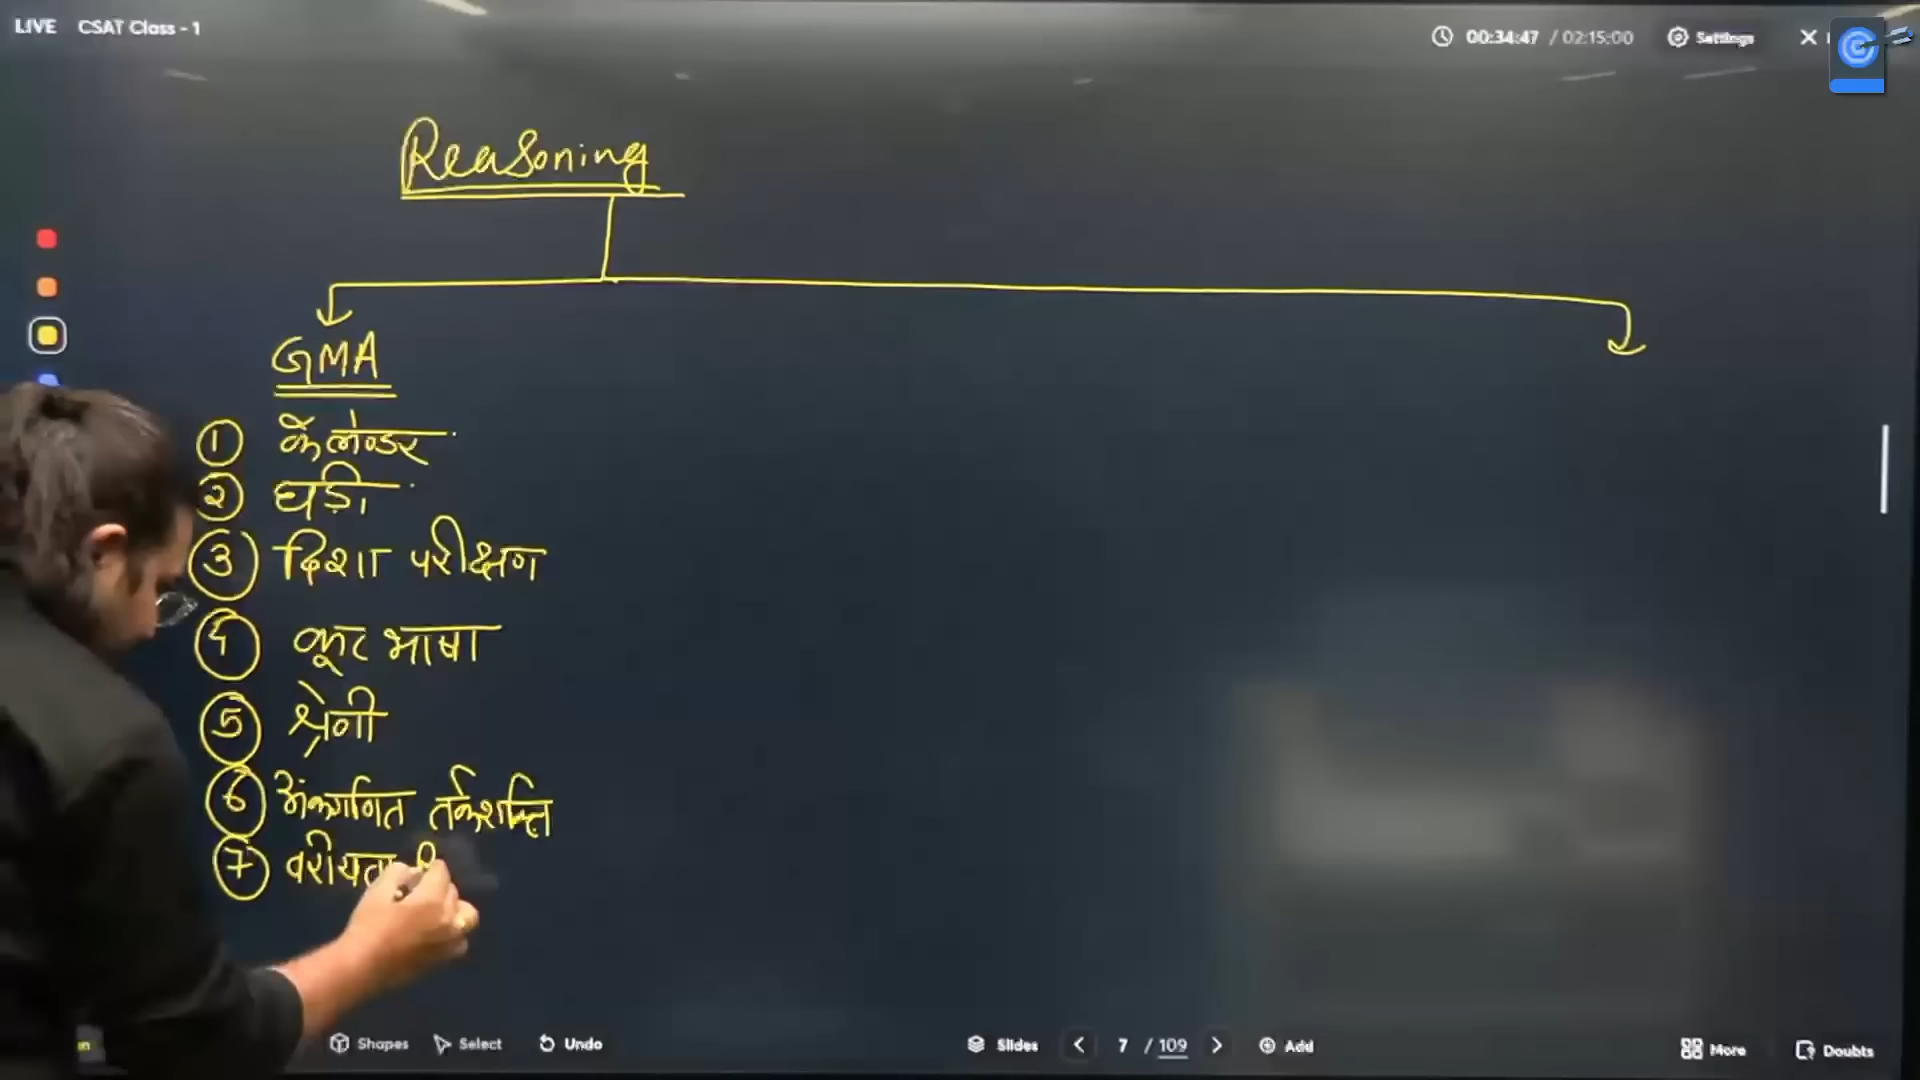 LIVE CSAT Class - 1
00:34:47 / 02:15:00 Settings
Reasoning
GMA
1 केलेण्डर
2 घड़ी
3 दिशा परीक्षण
4 कूट भाषा
5 श्रेणी
6 अंकगणित तर्कशक्ति
7 वरीयता
Shapes Select Undo Slides 7 / 109 Add More Doubts